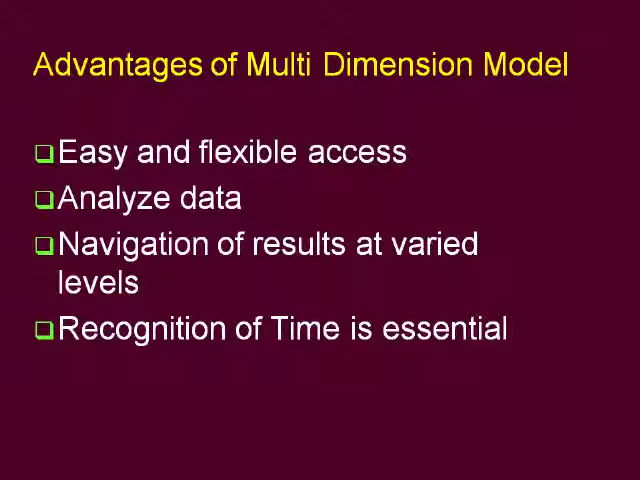 Advantages of Multi Dimension Model
Easy and flexible access
Analyze data
Navigation of results at varied
levels
Recognition of Time is essential